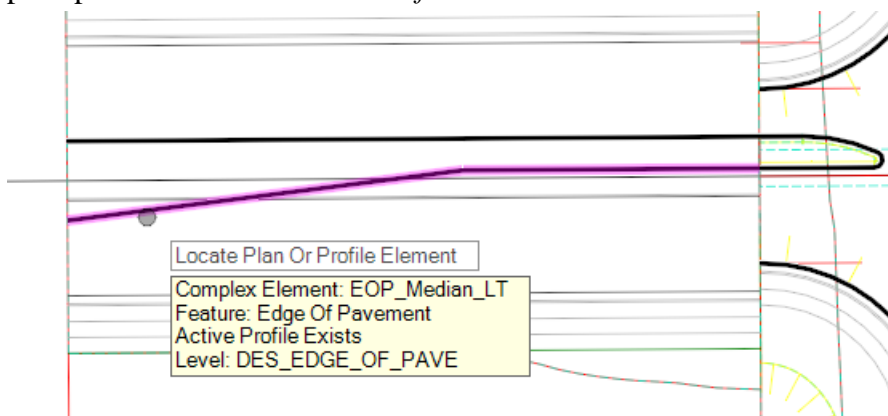 Locate Plan Or Profile Element
Complex Element: EOP_Median_LT
Feature: Edge Of Pavement
Active Profile Exists
Level: DES_EDGE_OF_PAVE